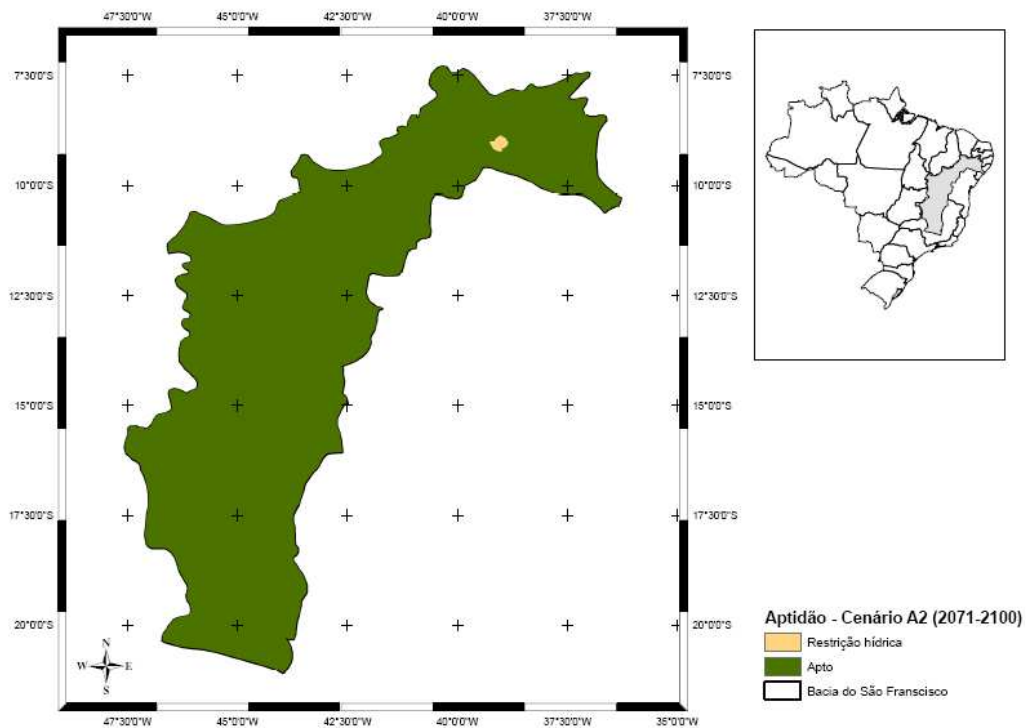 47°30'0"W 45°0'0"W 42°30'0"W 40°0'0"W 37°30'0"W 35°0'0"W
7°30'0"S 7°30'0"S
10°0'0"S 10°0'0"S
12°30'0"S 12°30'0"S
15°0'0"S 15°0'0"S
17°30'0"S 17°30'0"S
20°0'0"S 20°0'0"S
N
W E
S
47°30'0"W 45°0'0"W 42°30'0"W 40°0'0"W 37°30'0"W 35°0'0"W
Aptidão - Cenário A2 (2071-2100)
Restrição hídrica
Apto
Bacia do São Franscisco